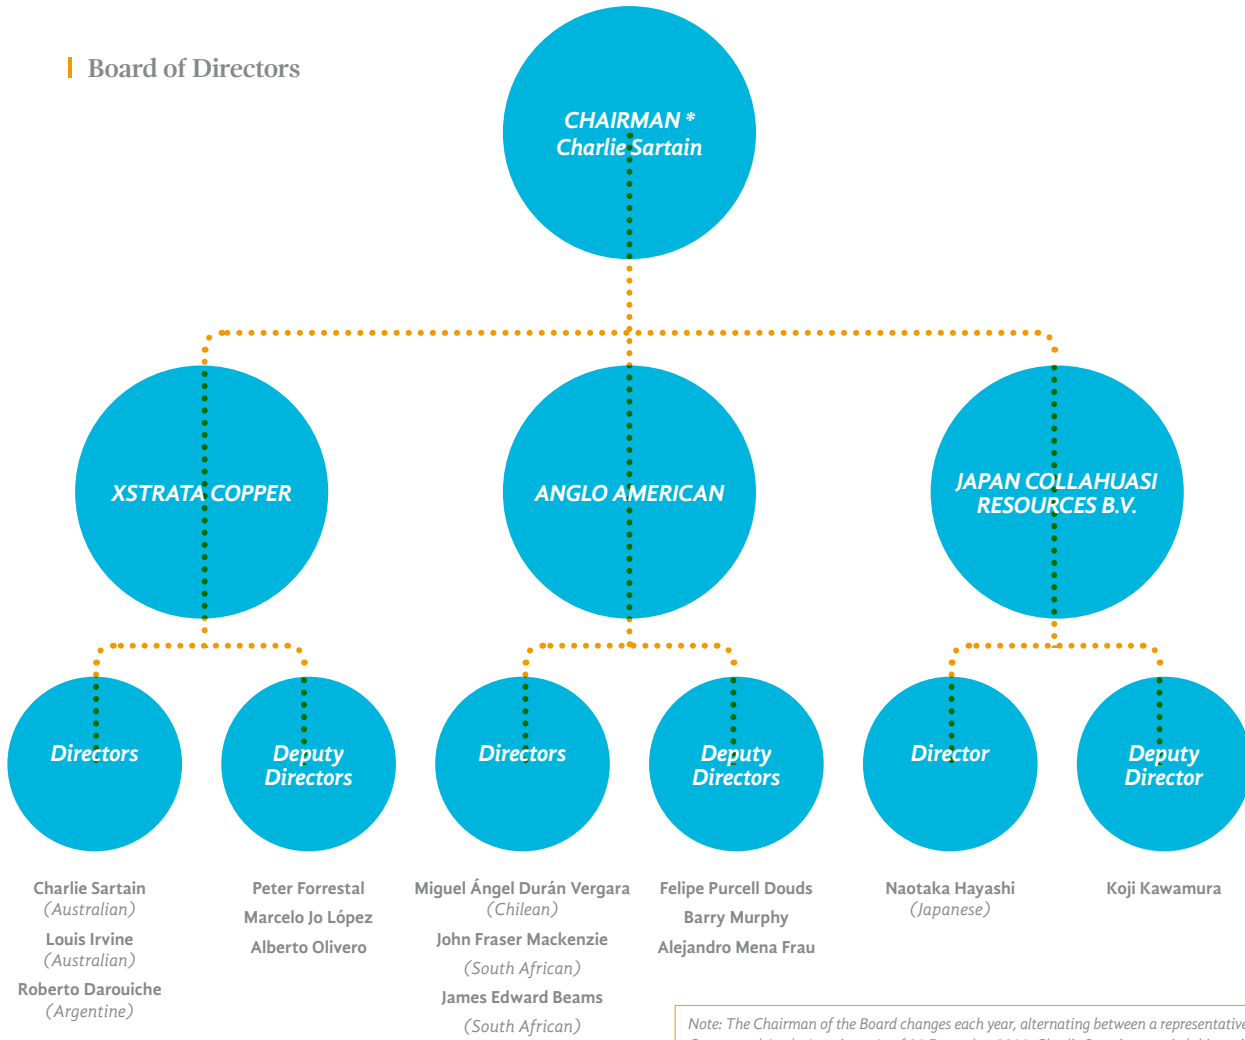 Board of Directors
CHAIRMAN *
Charlie Sartain
XSTRATA COPPER
ANGLO AMERICAN
JAPAN COLLAHUASI
RESOURCES B.V.
Directors
Deputy
Directors
Directors
Deputy
Directors
Director
Deputy
Director
Charlie Sartain
(Australian)
Louis Irvine
(Australian)
Roberto Darouiche
(Argentine)
Peter Forrestal
Marcelo Jo López
Alberto Olivero
Miguel Ángel Durán Vergara
(Chilean)
John Fraser Mackenzie
(South African)
James Edward Beams
(South African)
Felipe Purcell Douds
Barry Murphy
Alejandro Mena Frau
Naotaka Hayashi
(Japanese)
Koji Kawamura
Note: The Chairman of the Board changes each year, alternating between a representative